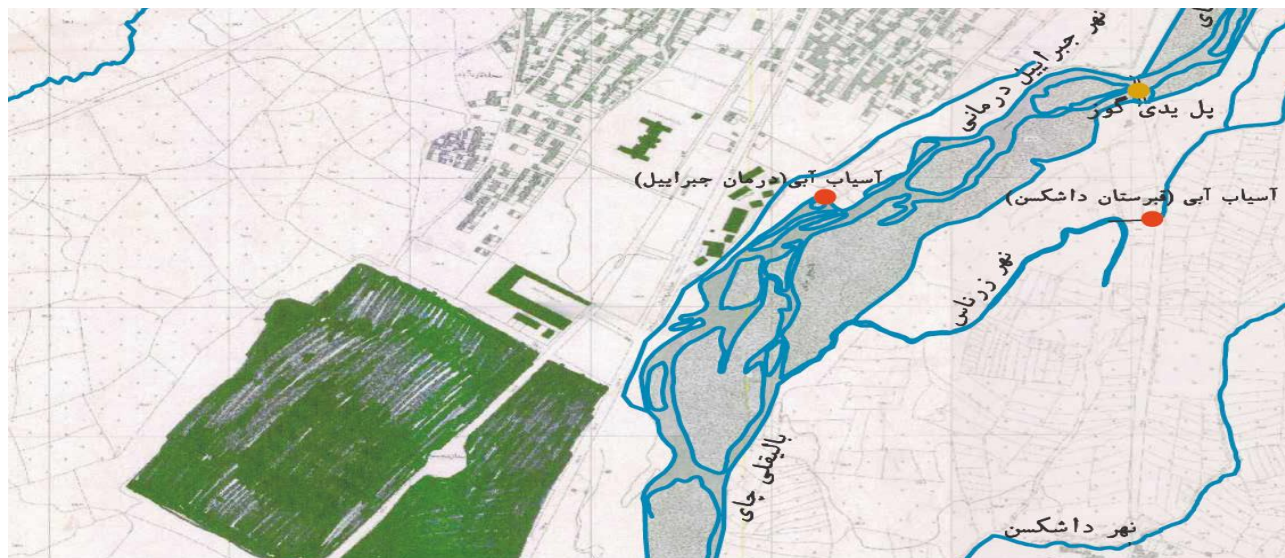 چای
نهر جبراییل درمانی
پل یدی گوز
آسیاب آبی(درمان جبراییل)
آسیاب آبی (قبرستان داشکسن)
نهر زرناس
بالیقلی چای
نهر داشکسن